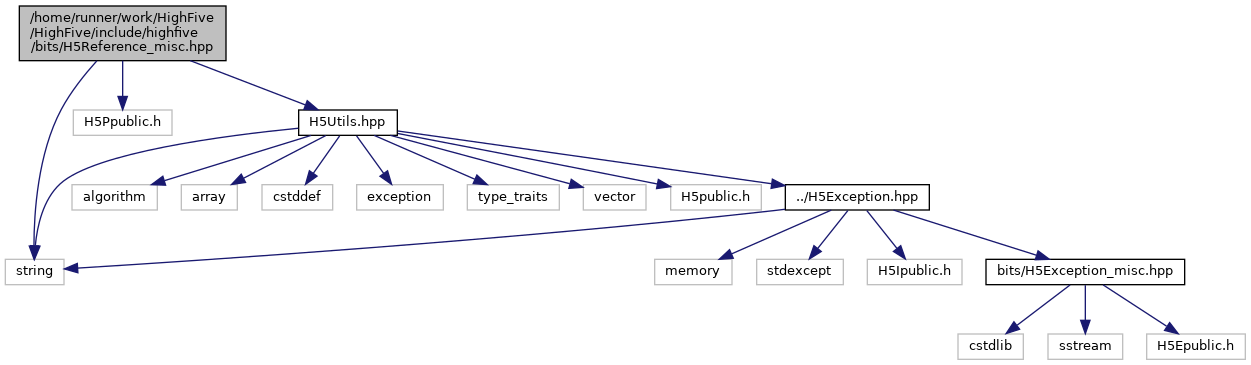 /home/runner/work/HighFive
/HighFive/include/highfive
/bits/H5Reference_misc.hpp
H5Ppublic.h
H5Utils.hpp
algorithm
array
cstddef
exception
type_traits
vector
H5public.h
../H5Exception.hpp
string
memory
stdexcept
H5Ipublic.h
bits/H5Exception_misc.hpp
cstdlib
sstream
H5Epublic.h